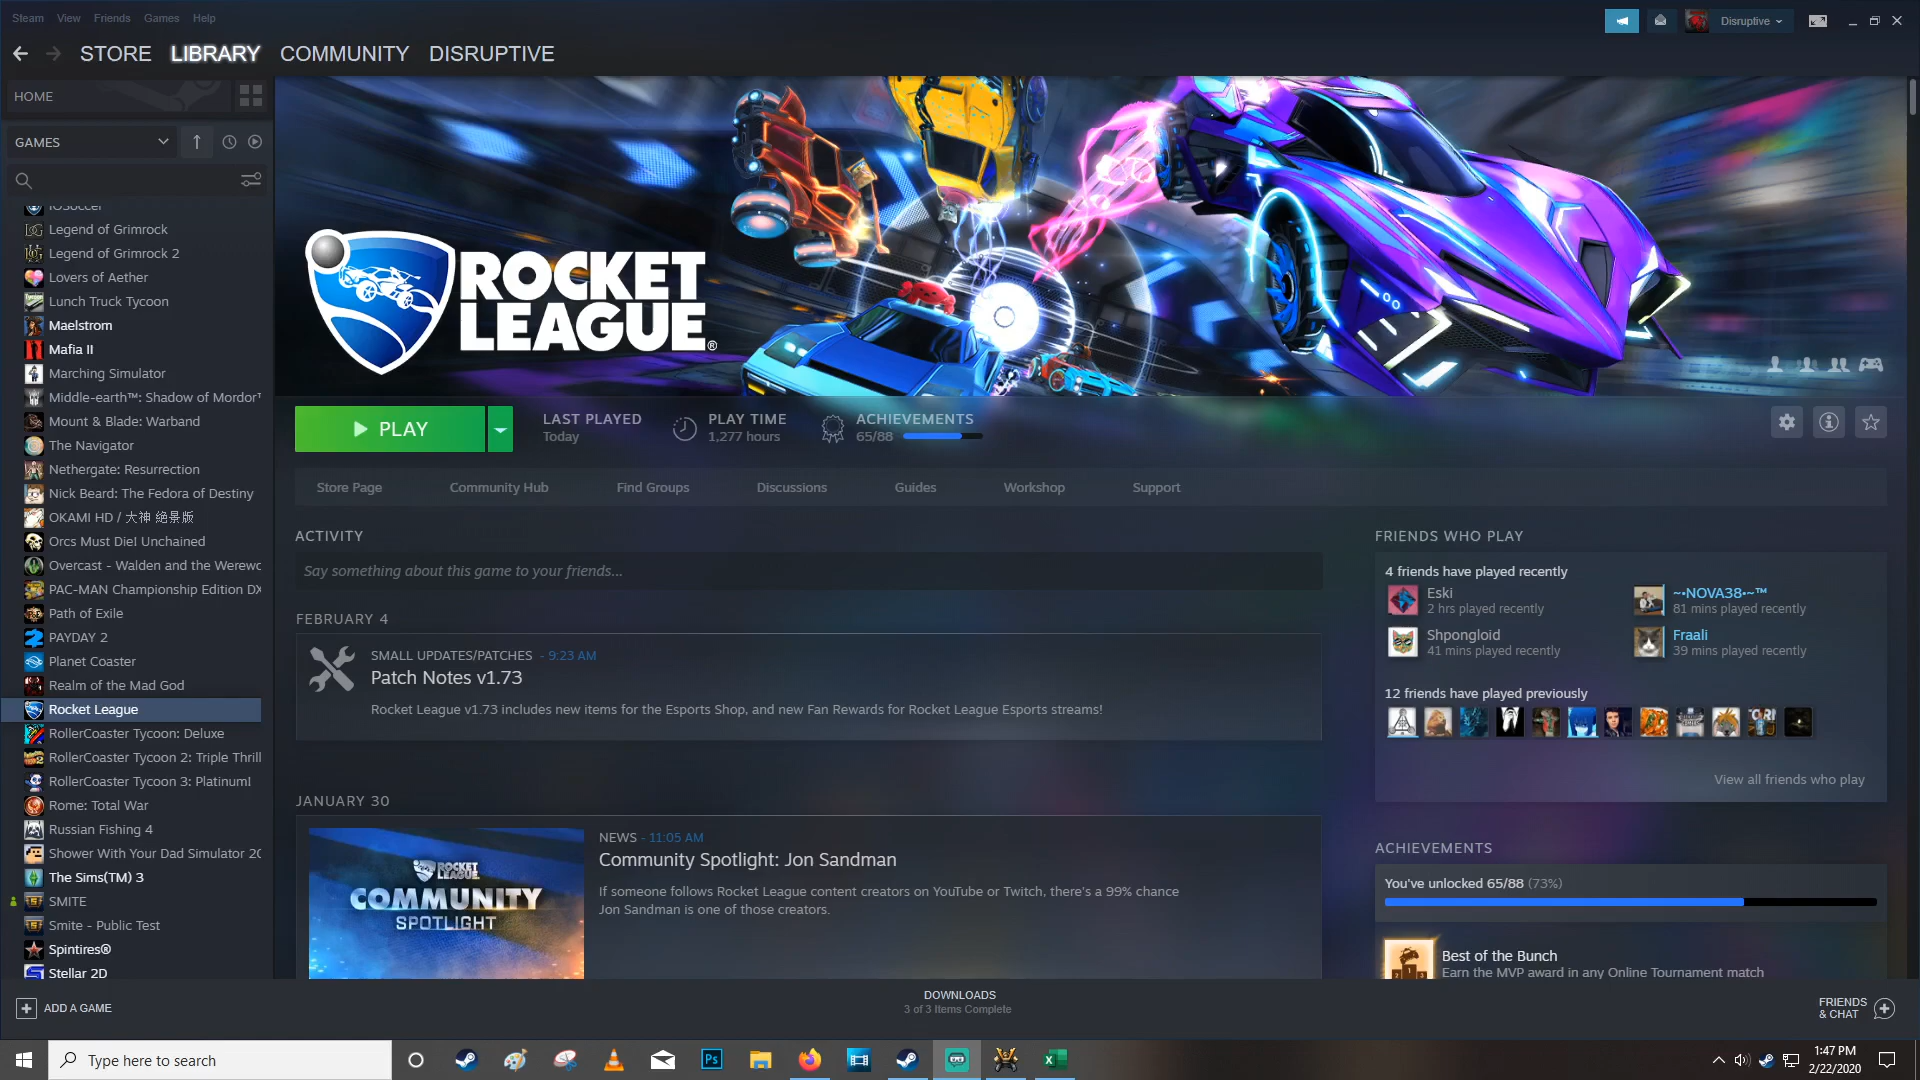 Steam View Friends Games Help
Disruptive
STORE LIBRARY COMMUNITY DISRUPTIVE
HOME
GAMES
IOSoccer
Legend of Grimrock
Legend of Grimrock 2
Lovers of Aether
Lunch Truck Tycoon
Maelstrom
Mafia II
Marching Simulator
Middle-earth™: Shadow of Mordor™
Mount & Blade: Warband
The Navigator
Nethergate: Resurrection
Nick Beard: The Fedora of Destiny
OKAMI HD / 大神 绝景版
Orcs Must Die! Unchained
Overcast - Walden and the Werewo
PAC-MAN Championship Edition DX
Path of Exile
PAYDAY 2
Planet Coaster
Realm of the Mad God
Rocket League
RollerCoaster Tycoon: Deluxe
RollerCoaster Tycoon 2: Triple Thrill
RollerCoaster Tycoon 3: Platinum!
Rome: Total War
Russian Fishing 4
Shower With Your Dad Simulator 20
The Sims(TM) 3
SMITE
Smite - Public Test
Spintires®
Stellar 2D
ADD A GAME
ROCKET
LEAGUE®
PLAY
LAST PLAYED
Today
PLAY TIME
1,277 hours
ACHIEVEMENTS
65/88
Store Page Community Hub Find Groups Discussions Guides Workshop Support
ACTIVITY
Say something about this game to your friends...
FEBRUARY 4
SMALL UPDATES/PATCHES - 9:23 AM
Patch Notes v1.73
Rocket League v1.73 includes new items for the Esports Shop, and new Fan Rewards for Rocket League Esports streams!
JANUARY 30
ROCKET
LEAGUE
COMMUNITY
SPOTLIGHT
NEWS - 11:05 AM
Community Spotlight: Jon Sandman
If someone follows Rocket League content creators on YouTube or Twitch, there's a 99% chance
Jon Sandman is one of those creators.
FRIENDS WHO PLAY
4 friends have played recently
Eski
2 hrs played recently
~•NOVA38•~™
81 mins played recently
Shpongloid
41 mins played recently
Fraali
39 mins played recently
12 friends have played previously
View all friends who play
ACHIEVEMENTS
You've unlocked 65/88 (73%)
Best of the Bunch
Earn the MVP award in any Online Tournament match
DOWNLOADS
3 of 3 Items Complete
FRIENDS
& CHAT
Type here to search
Ps
1:47 PM
2/22/2020